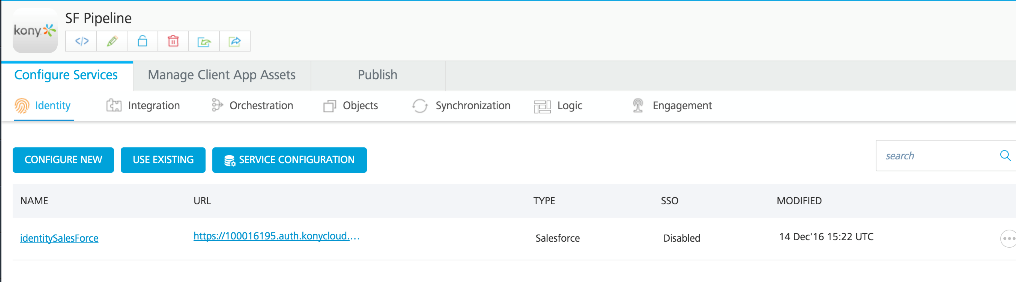 kony
SF Pipeline
</>
Configure Services Manage Client App Assets Publish
Identity Integration Orchestration Objects Synchronization Logic Engagement
CONFIGURE NEW USE EXISTING SERVICE CONFIGURATION search
NAME URL TYPE SSO MODIFIED
identitySalesForce https://100016195.auth.konycloud.... Salesforce Disabled 14 Dec'16 15:22 UTC